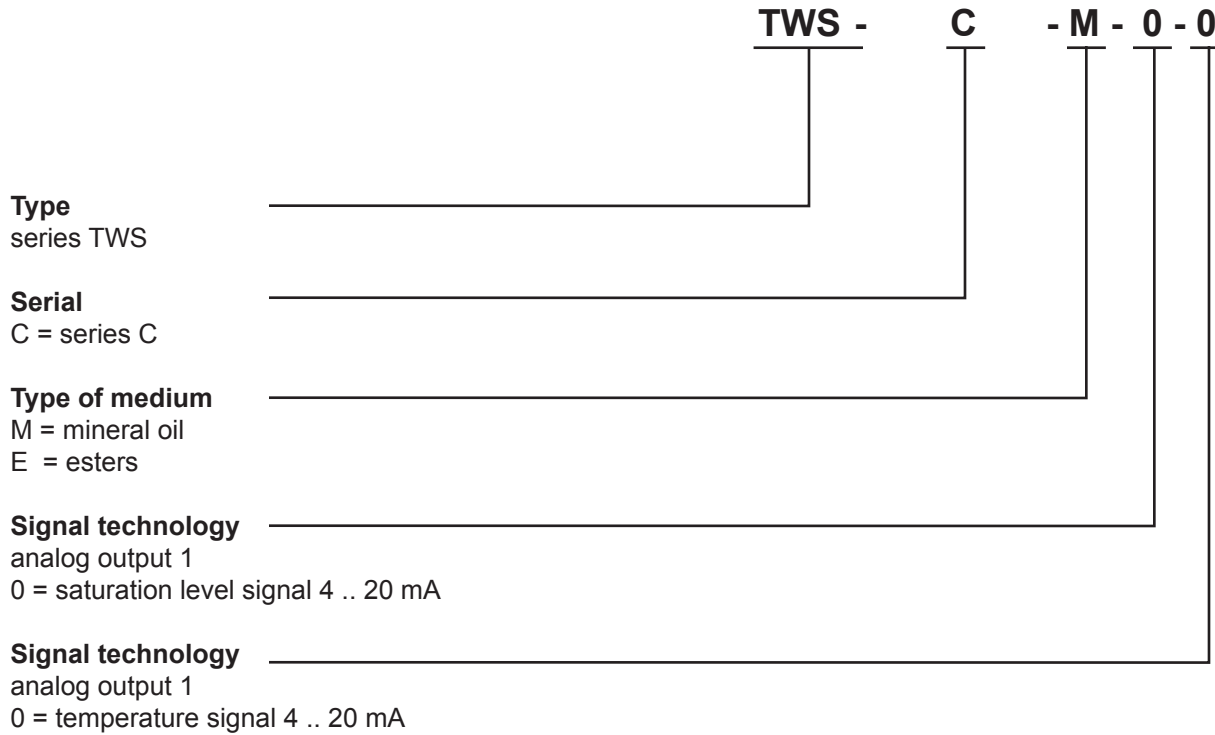 TWS - C - M - 0 - 0
Type
series TWS
Serial
C = series C
Type of medium
M = mineral oil
E = esters
Signal technology
analog output 1
0 = saturation level signal 4 .. 20 mA
Signal technology
analog output 1
0 = temperature signal 4 .. 20 mA